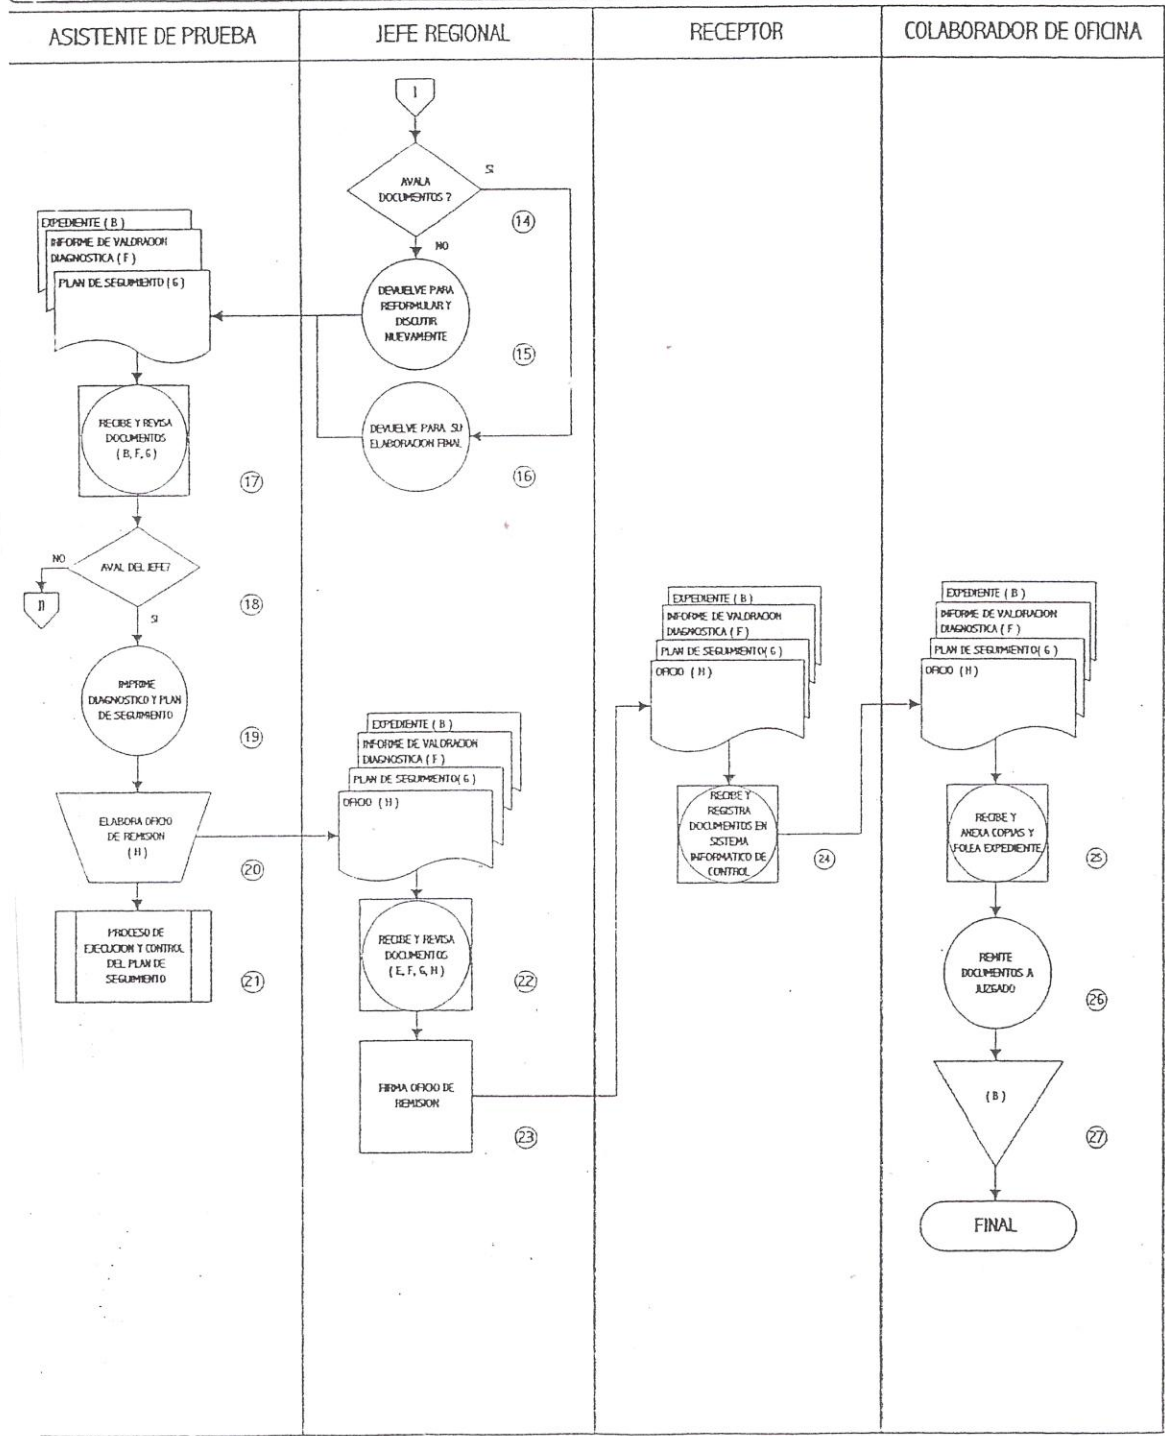 ASISTENTE DE PRUEBA
JEFE REGIONAL
RECEPTOR
COLABORADOR DE OFICINA
I
AVALA
DOCUMENTOS ?
SI
14
NO
DEVUELVE PARA
REFORMULAR Y
DISCUTIR
NUEVAMENTE
15
DEVUELVE PARA SU
ELABORACION FINAL
16
EXPEDIENTE ( B )
INFORME DE VALORACION
DIAGNOSTICA ( F )
PLAN DE SEGUIMIENTO ( G )
RECIBE Y REVISA
DOCUMENTOS
( B, F, G )
17
AVAL DEL JEFE?
NO
18
SI
IMPRIME
DIAGNOSTICO Y PLAN
DE SEGUIMIENTO
19
ELABORA OFICIO
DE REMISION
( H )
20
PROCESO DE
EJECUCION Y CONTROL
DEL PLAN DE
SEGUIMIENTO
21
EXPEDIENTE ( B )
INFORME DE VALORACION
DIAGNOSTICA ( F )
PLAN DE SEGUIMIENTO( G )
OFICIO ( H )
RECIBE Y REVISA
DOCUMENTOS
( E, F, G, H )
22
FIRMA OFICIO DE
REMISION
23
EXPEDIENTE ( B )
INFORME DE VALORACION
DIAGNOSTICA ( F )
PLAN DE SEGUIMIENTO( G )
OFICIO ( H )
RECIBE Y
REGISTRA
DOCUMENTOS EN
SISTEMA
INFORMATICO DE
CONTROL
24
EXPEDIENTE ( B )
INFORME DE VALORACION
DIAGNOSTICA ( F )
PLAN DE SEGUIMIENTO( G )
OFICIO ( H )
RECIBE Y
ANEXA COPIAS Y
FOLEA EXPEDIENTE
25
REMITE
DOCUMENTOS A
JUZGADO
26
( B )
27
FINAL